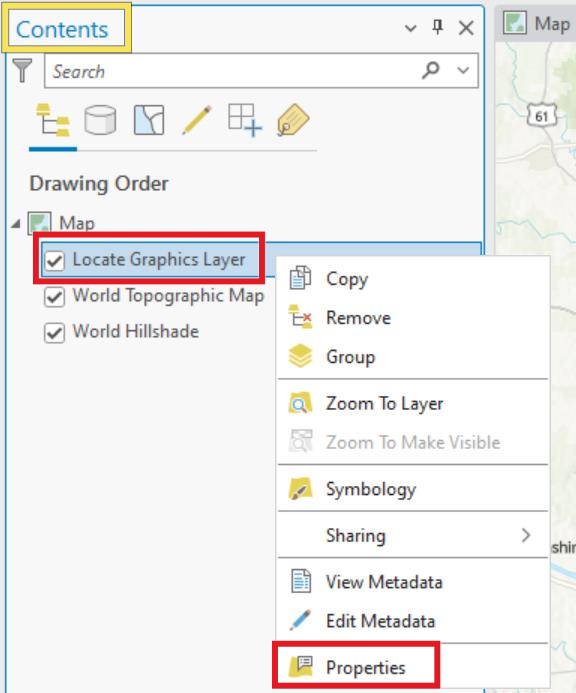 Contents
Map
Search
61
Drawing Order
Map
Locate Graphics Layer
World Topographic Map
World Hillshade
Copy
Remove
Group
Zoom To Layer
Zoom To Make Visible
Symbology
Sharing
shin
View Metadata
Edit Metadata
Properties